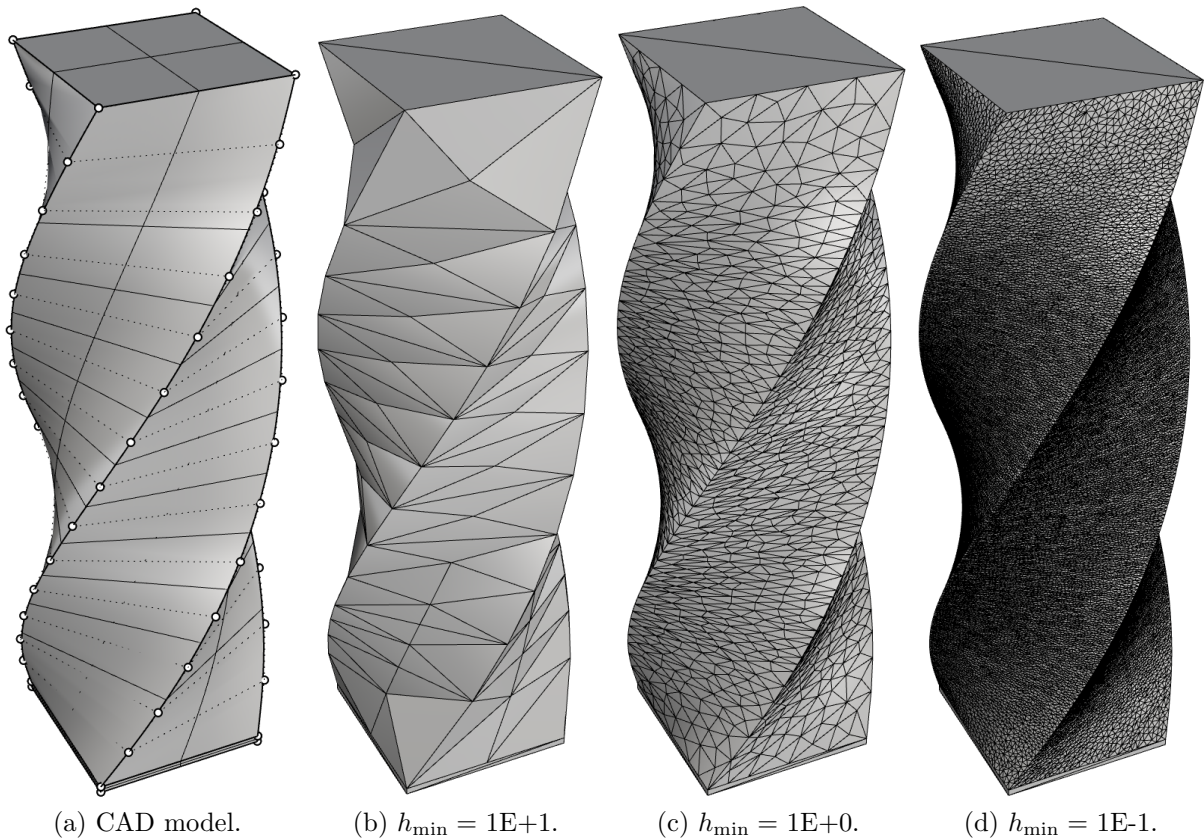 (a) CAD model.
(b) h_min = 1E+1.
(c) h_min = 1E+0.
(d) h_min = 1E-1.